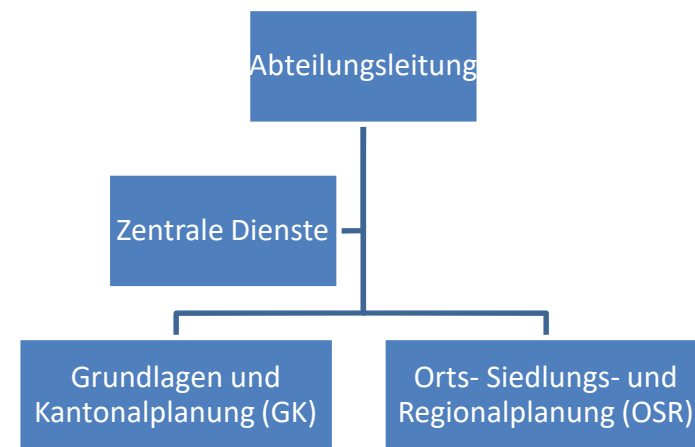 Abteilungsleitung
Zentrale Dienste
Grundlagen und
Kantonalplanung (GK)
Orts- Siedlungs- und
Regionalplanung (OSR)